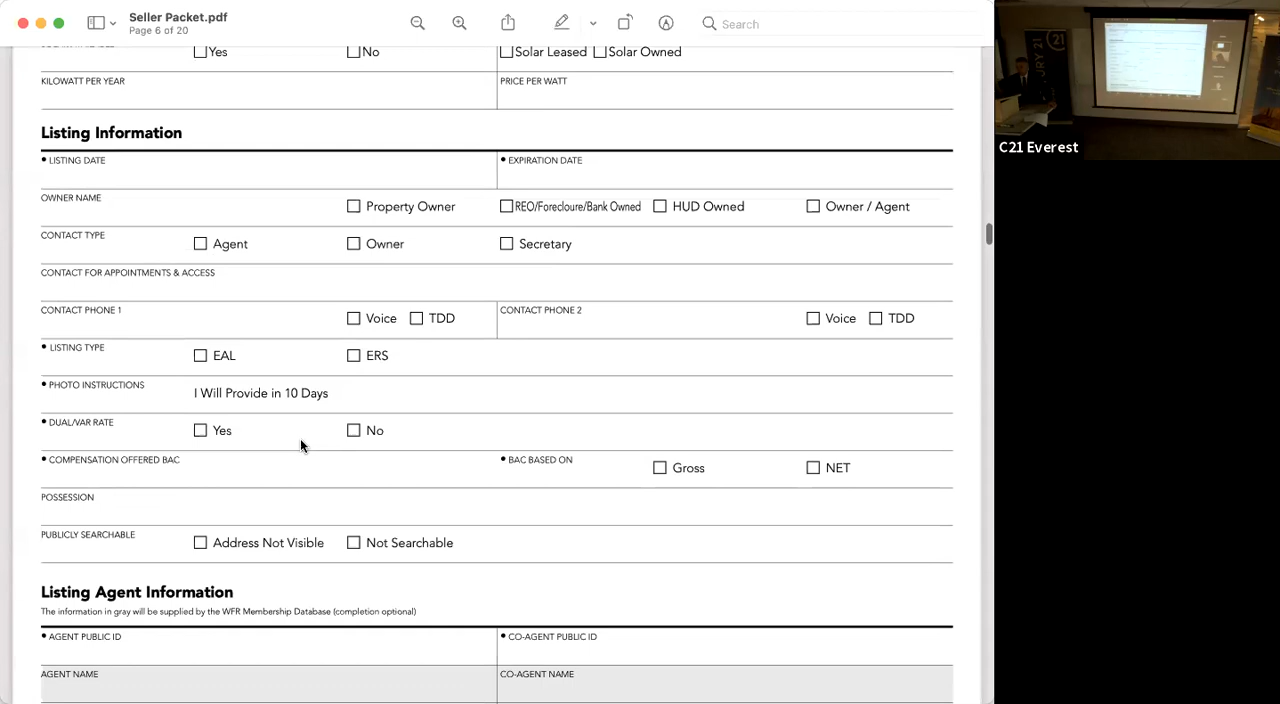 Seller Packet.pdf
Page 6 of 20
Search
Yes No Solar Leased Solar Owned
KILOWATT PER YEAR PRICE PER WATT
Listing Information
• LISTING DATE • EXPIRATION DATE
OWNER NAME Property Owner REO/Forecloure/Bank Owned HUD Owned Owner / Agent
CONTACT TYPE Agent Owner Secretary
CONTACT FOR APPOINTMENTS & ACCESS
CONTACT PHONE 1 Voice TDD CONTACT PHONE 2 Voice TDD
• LISTING TYPE EAL ERS
• PHOTO INSTRUCTIONS I Will Provide in 10 Days
• DUAL/VAR RATE Yes No
• COMPENSATION OFFERED BAC • BAC BASED ON Gross NET
POSSESSION
PUBLICLY SEARCHABLE Address Not Visible Not Searchable
Listing Agent Information
The information in gray will be supplied by the WFR Membership Database (completion optional)
• AGENT PUBLIC ID • CO-AGENT PUBLIC ID
AGENT NAME CO-AGENT NAME
C21 Everest